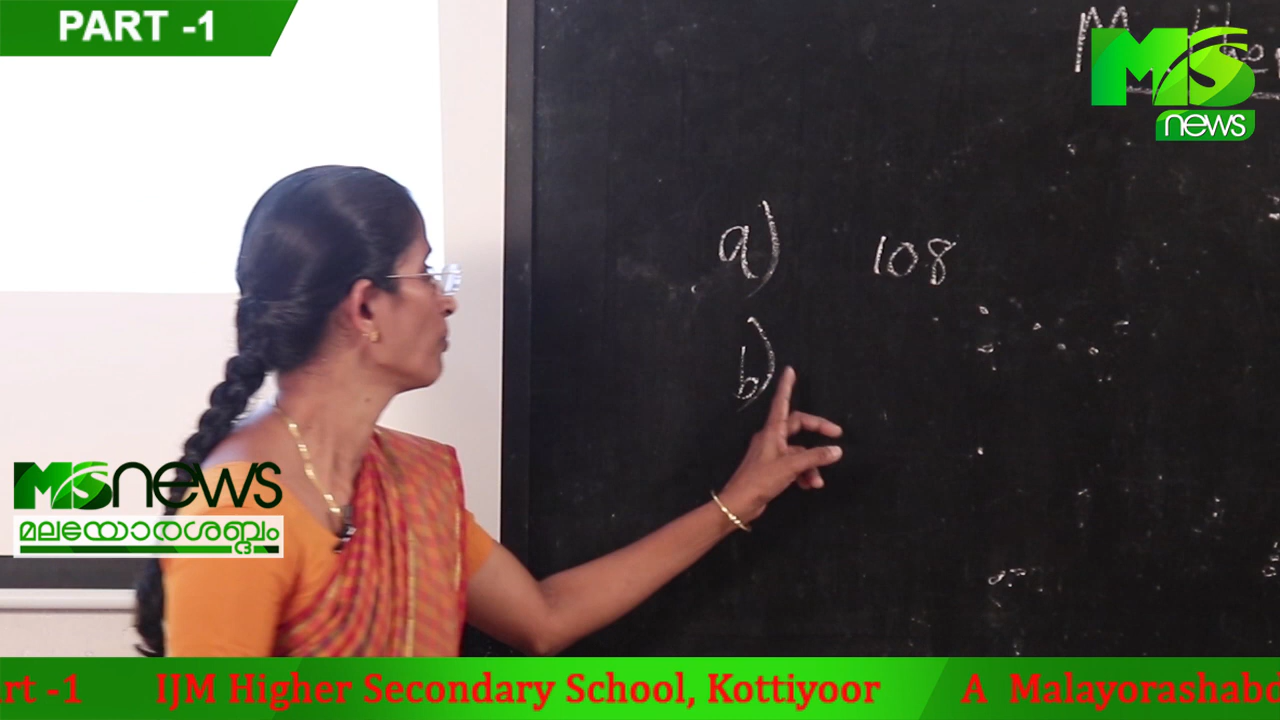 PART -1
MS
news
a) 108
b)
MSnews
മലയോരശബ്ദം
rt -1 IJM Higher Secondary School, Kottiyoor A Malayorashabd